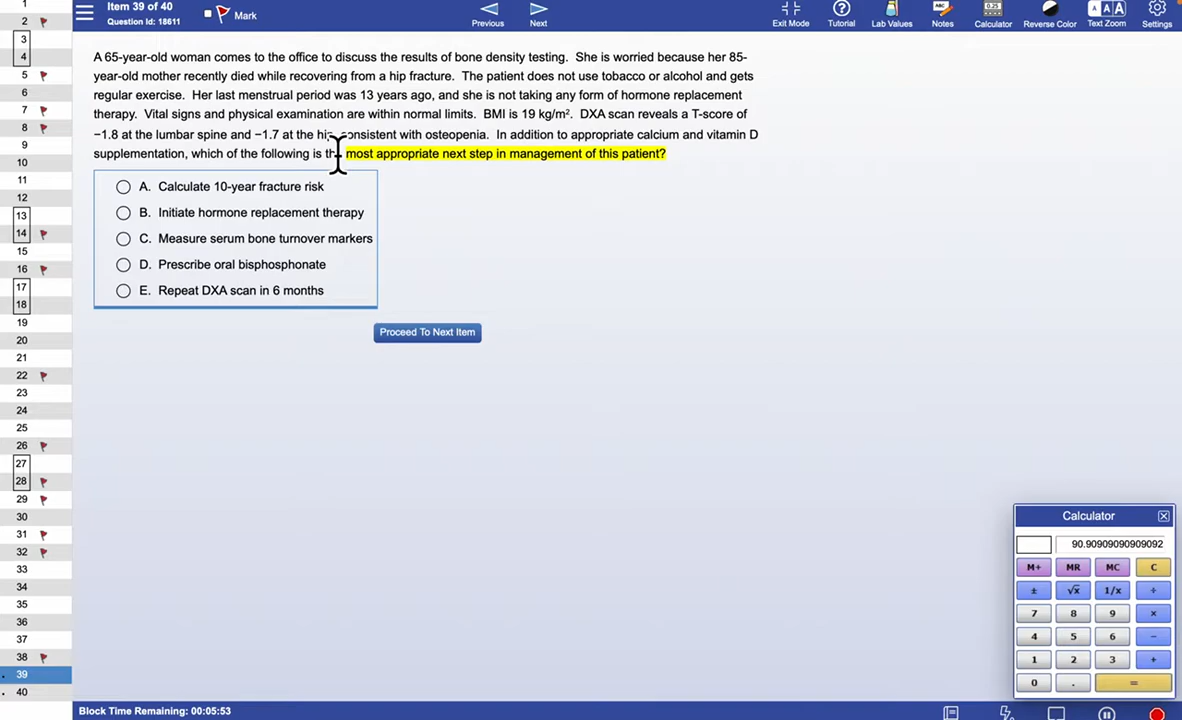 Item 39 of 40
Question Id: 18611
Mark
Previous
Next
Exit Mode
Tutorial
Lab Values
Notes
Calculator
Reverse Color
Text Zoom
Settings
1
2
3
4
5
6
7
8
9
10
11
12
13
14
15
16
17
18
19
20
21
22
23
24
25
26
27
28
29
30
31
32
33
34
35
36
37
38
39
40
A 65-year-old woman comes to the office to discuss the results of bone density testing. She is worried because her 85-
year-old mother recently died while recovering from a hip fracture. The patient does not use tobacco or alcohol and gets
regular exercise. Her last menstrual period was 13 years ago, and she is not taking any form of hormone replacement
therapy. Vital signs and physical examination are within normal limits. BMI is 19 kg/m². DXA scan reveals a T-score of
−1.8 at the lumbar spine and −1.7 at the hip consistent with osteopenia. In addition to appropriate calcium and vitamin D
supplementation, which of the following is the most appropriate next step in management of this patient?
A. Calculate 10-year fracture risk
B. Initiate hormone replacement therapy
C. Measure serum bone turnover markers
D. Prescribe oral bisphosphonate
E. Repeat DXA scan in 6 months
Proceed To Next Item
Calculator
90.90909090909092
M+ MR MC C
± √x 1/x ÷
7 8 9 ×
4 5 6 −
1 2 3 +
0 . =
Block Time Remaining: 00:05:53